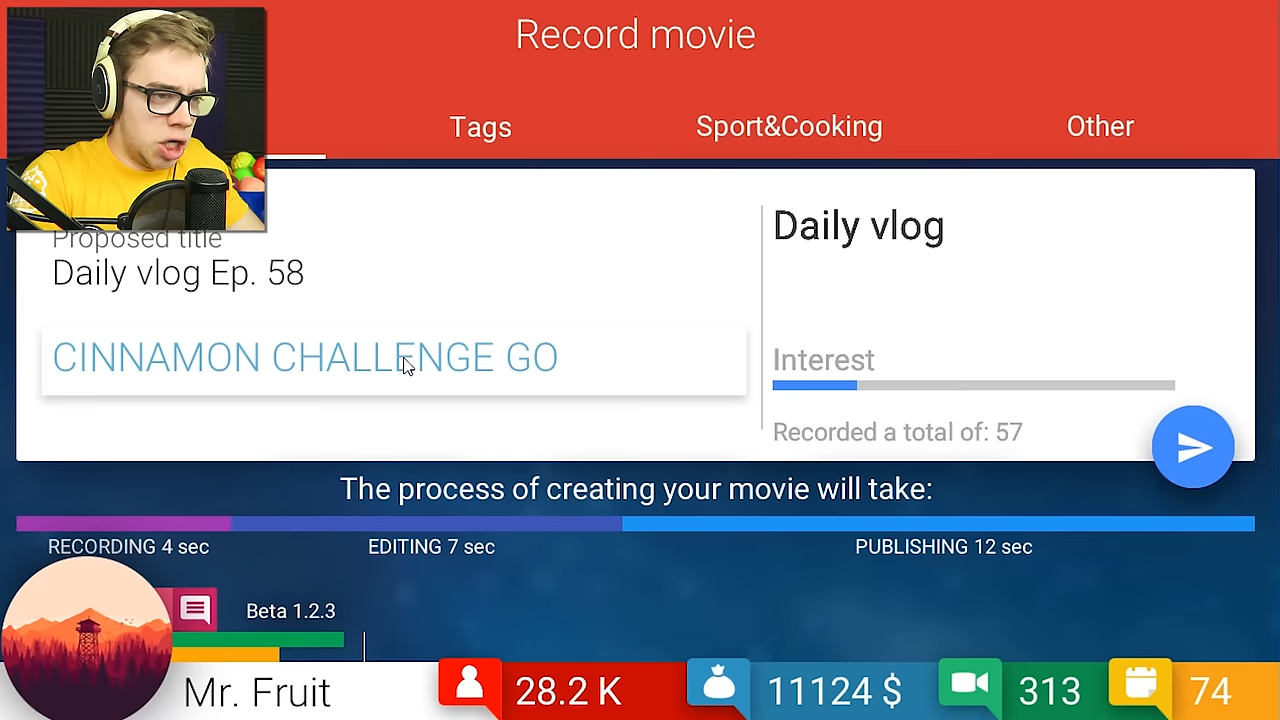 Record movie
Tags
Sport&Cooking
Other
Proposed title
Daily vlog Ep. 58
CINNAMON CHALLENGE GO
Daily vlog
Interest
Recorded a total of: 57
The process of creating your movie will take:
RECORDING 4 sec
EDITING 7 sec
PUBLISHING 12 sec
Beta 1.2.3
Mr. Fruit
28.2 K
11124 $
313
74